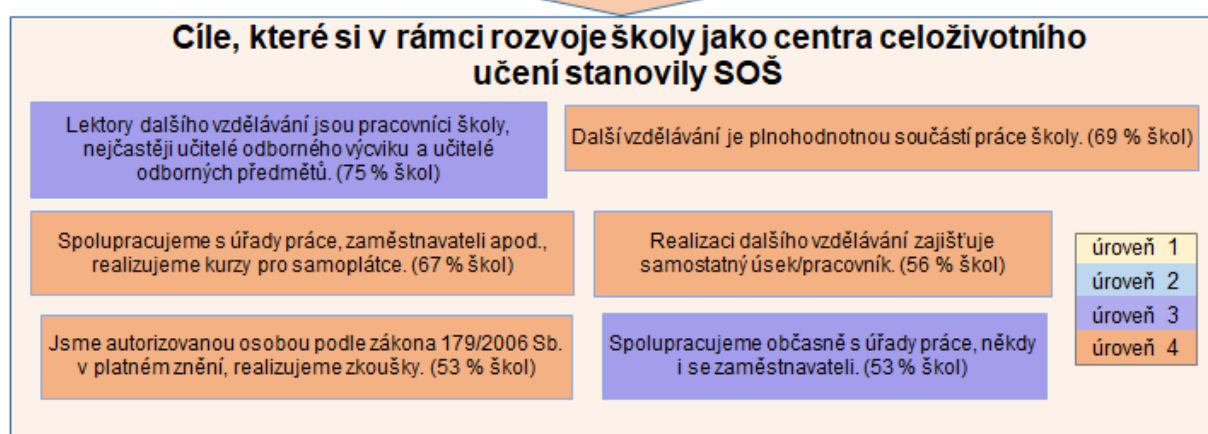 Cíle, které si v rámci rozvoje školy jako centra celoživotního
učení stanovily SOŠ
Lektory dalšího vzdělávání jsou pracovníci školy,
nejčastěji učitelé odborného výcviku a učitelé
odborných předmětů. (75 % škol)
Další vzdělávání je plnohodnotnou součástí práce školy. (69 % škol)
Spolupracujeme s úřady práce, zaměstnavateli apod.,
realizujeme kurzy pro samoplátce. (67 % škol)
Realizaci dalšího vzdělávání zajišťuje
samostatný úsek/pracovník. (56 % škol)
Jsme autorizovanou osobou podle zákona 179/2006 Sb.
v platném znění, realizujeme zkoušky. (53 % škol)
Spolupracujeme občasně s úřady práce, někdy
i se zaměstnavateli. (53 % škol)
úroveň 1
úroveň 2
úroveň 3
úroveň 4